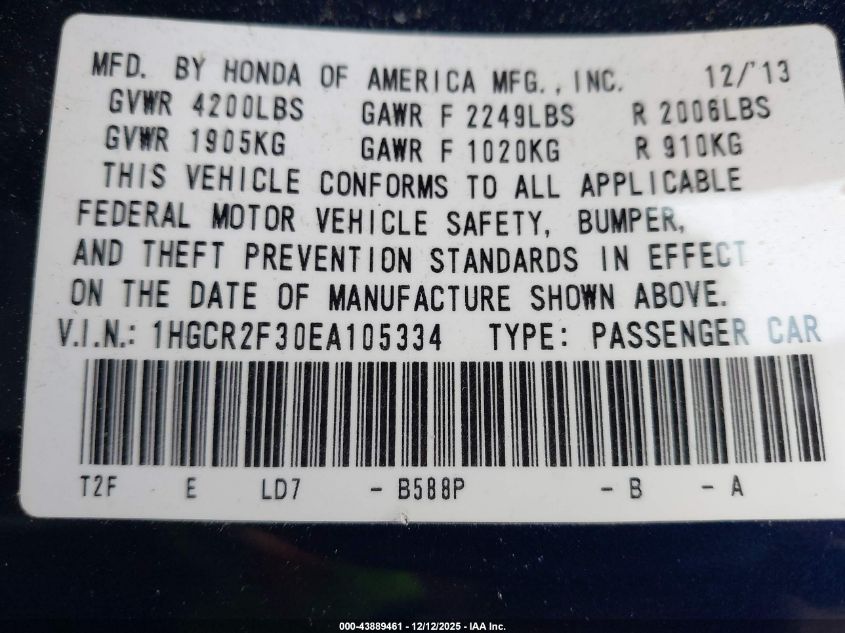 MFD. BY HONDA OF AMERICA MFG., INC. 12/'13
GVWR 4200LBS GAWR F 2249LBS R 2006LBS
GVWR 1905KG GAWR F 1020KG R 910KG
THIS VEHICLE CONFORMS TO ALL APPLICABLE
FEDERAL MOTOR VEHICLE SAFETY, BUMPER,
AND THEFT PREVENTION STANDARDS IN EFFECT
ON THE DATE OF MANUFACTURE SHOWN ABOVE.
V.I.N.: 1HGCR2F30EA105334 TYPE: PASSENGER CAR
T2F E LD7 - B588P - B - A
000-43889461 - 12/12/2025 - IAA Inc.